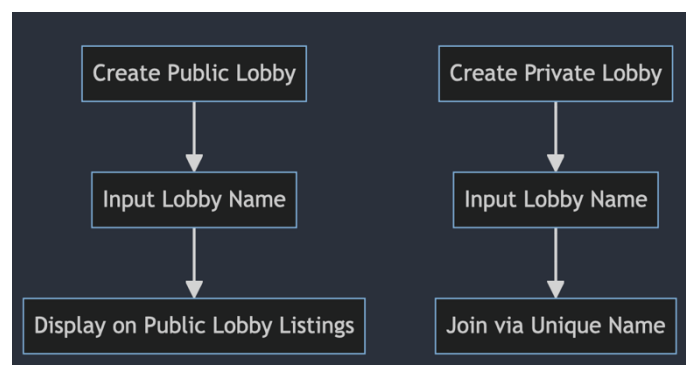 Create Public Lobby
Create Private Lobby
Input Lobby Name
Input Lobby Name
Display on Public Lobby Listings
Join via Unique Name